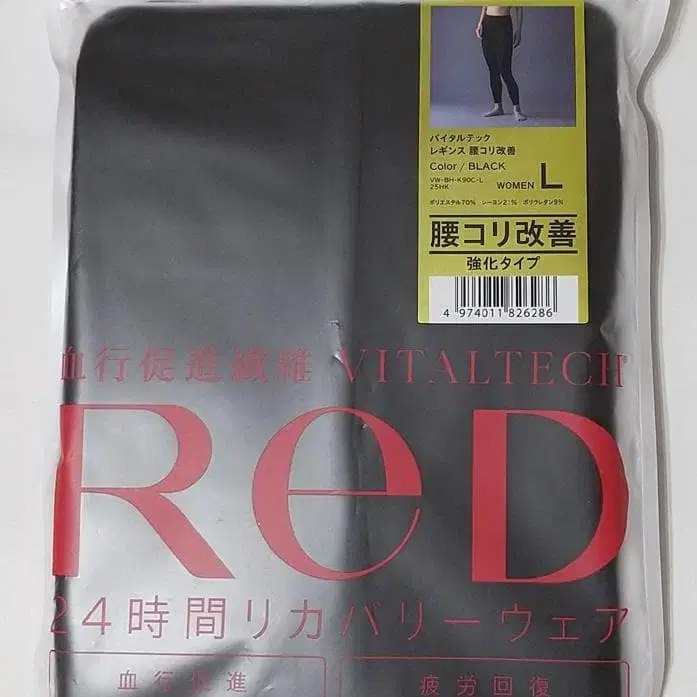 バイタルテック
レギンス 腰コリ改善
Color / BLACK
VW-BH-K90C-L
25HK
WOMEN L
ポリエステル70% レーヨン21% ポリウレタン9%
腰コリ改善
強化タイプ
4 974011 826286
血行促進繊維 VITALTECH
ReD
24時間リカバリーウェア
血行促進
疲労回復